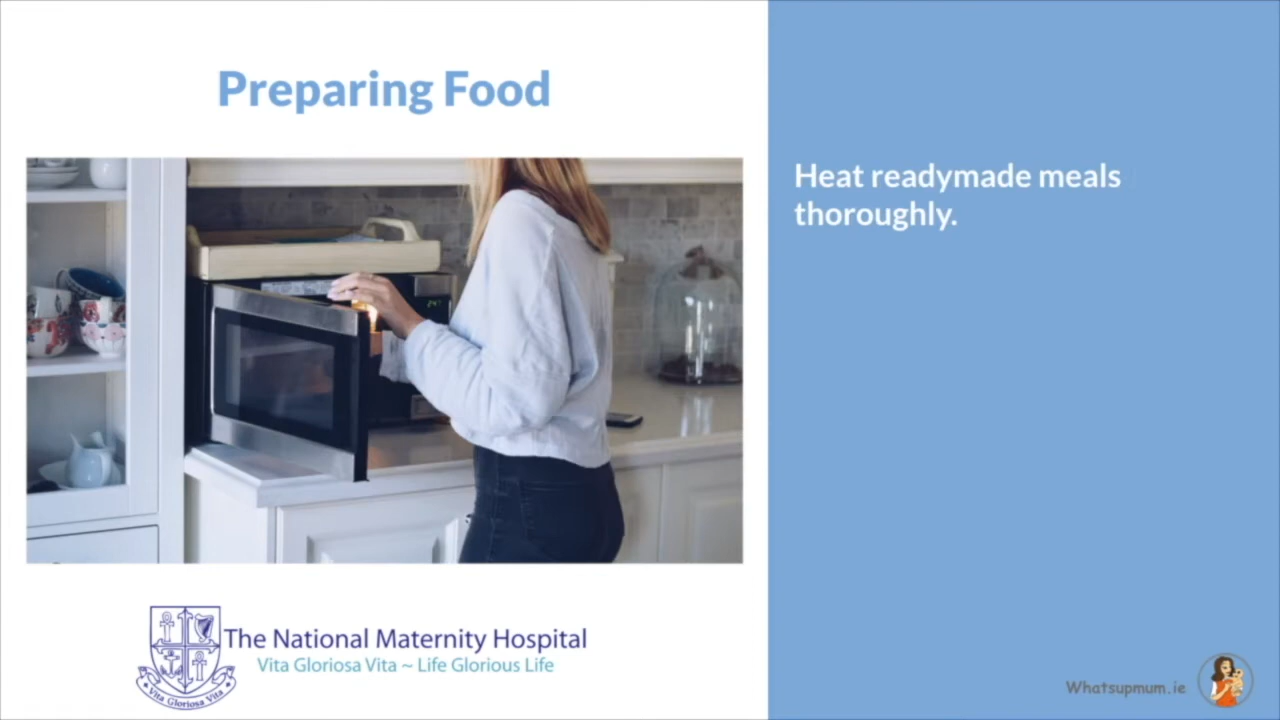 Preparing Food
Heat readymade meals
thoroughly.
The National Maternity Hospital
Vita Gloriosa Vita ~ Life Glorious Life
Vita Gloriosa Vita
Whatsupmum.ie